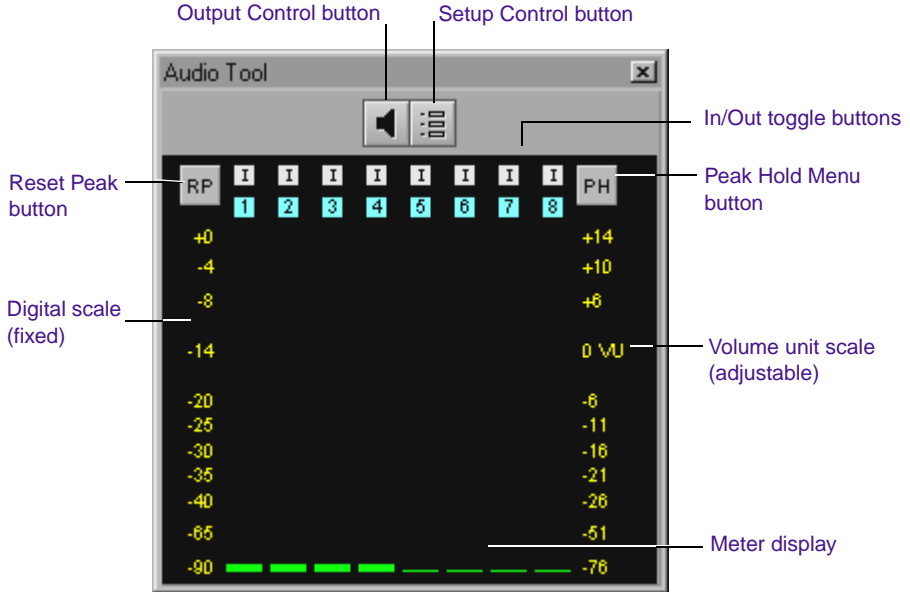 Output Control button
Setup Control button
Audio Tool
In/Out toggle buttons
Reset Peak
button
RP
I I I I I I I I
PH
Peak Hold Menu
button
1 2 3 4 5 6 7 8
+0 +14
-4 +10
-8 +6
Digital scale
(fixed)
-14 0 VU
Volume unit scale
(adjustable)
-20 -6
-25 -11
-30 -16
-35 -21
-40 -26
-65 -51
Meter display
-90 -76